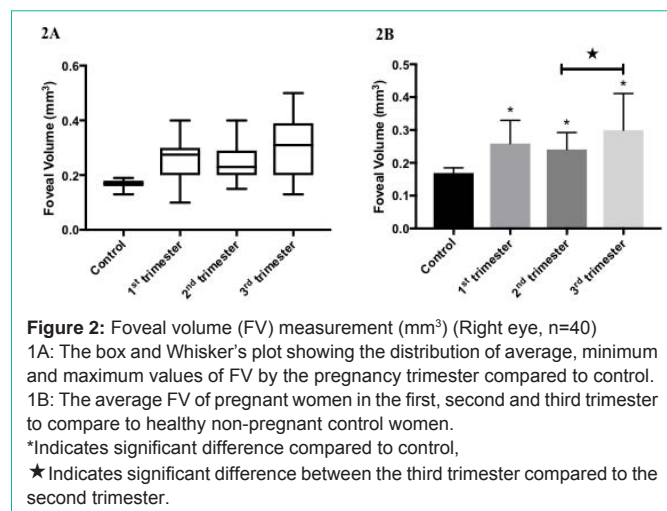 2A
2B
Foveal Volume (mm³)
0.6
0.4
0.2
0.0
Control
1st trimester
2nd trimester
3rd trimester
Foveal Volume (mm³)
0.5
0.4
0.3
0.2
0.1
0.0
★
*
*
*
Control
1st trimester
2nd trimester
3rd trimester
Figure 2: Foveal volume (FV) measurement (mm³) (Right eye, n=40)
1A: The box and Whisker's plot showing the distribution of average, minimum
and maximum values of FV by the pregnancy trimester compared to control.
1B: The average FV of pregnant women in the first, second and third trimester
to compare to healthy non-pregnant control women.
*Indicates significant difference compared to control,
★Indicates significant difference between the third trimester compared to the
second trimester.